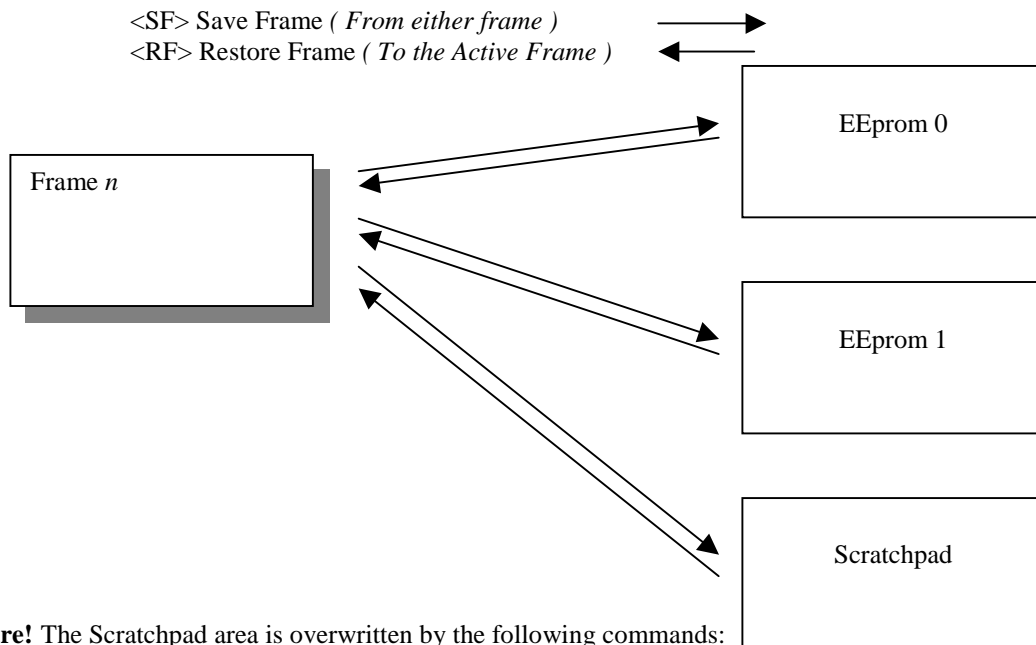 <SF> Save Frame ( From either frame )
<RF> Restore Frame ( To the Active Frame )
EEprom 0
Frame n
EEprom 1
Scratchpad
re! The Scratchpad area is overwritten by the following commands: